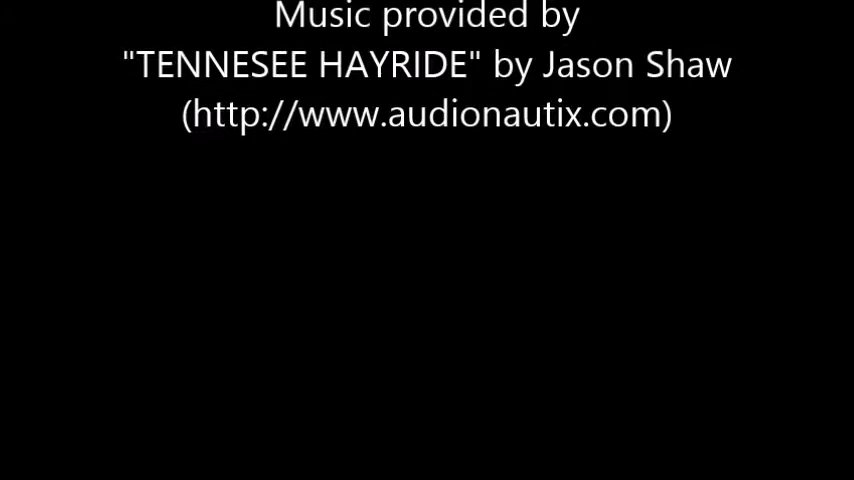 Music provided by
"TENNESEE HAYRIDE" by Jason Shaw
(http://www.audionautix.com)